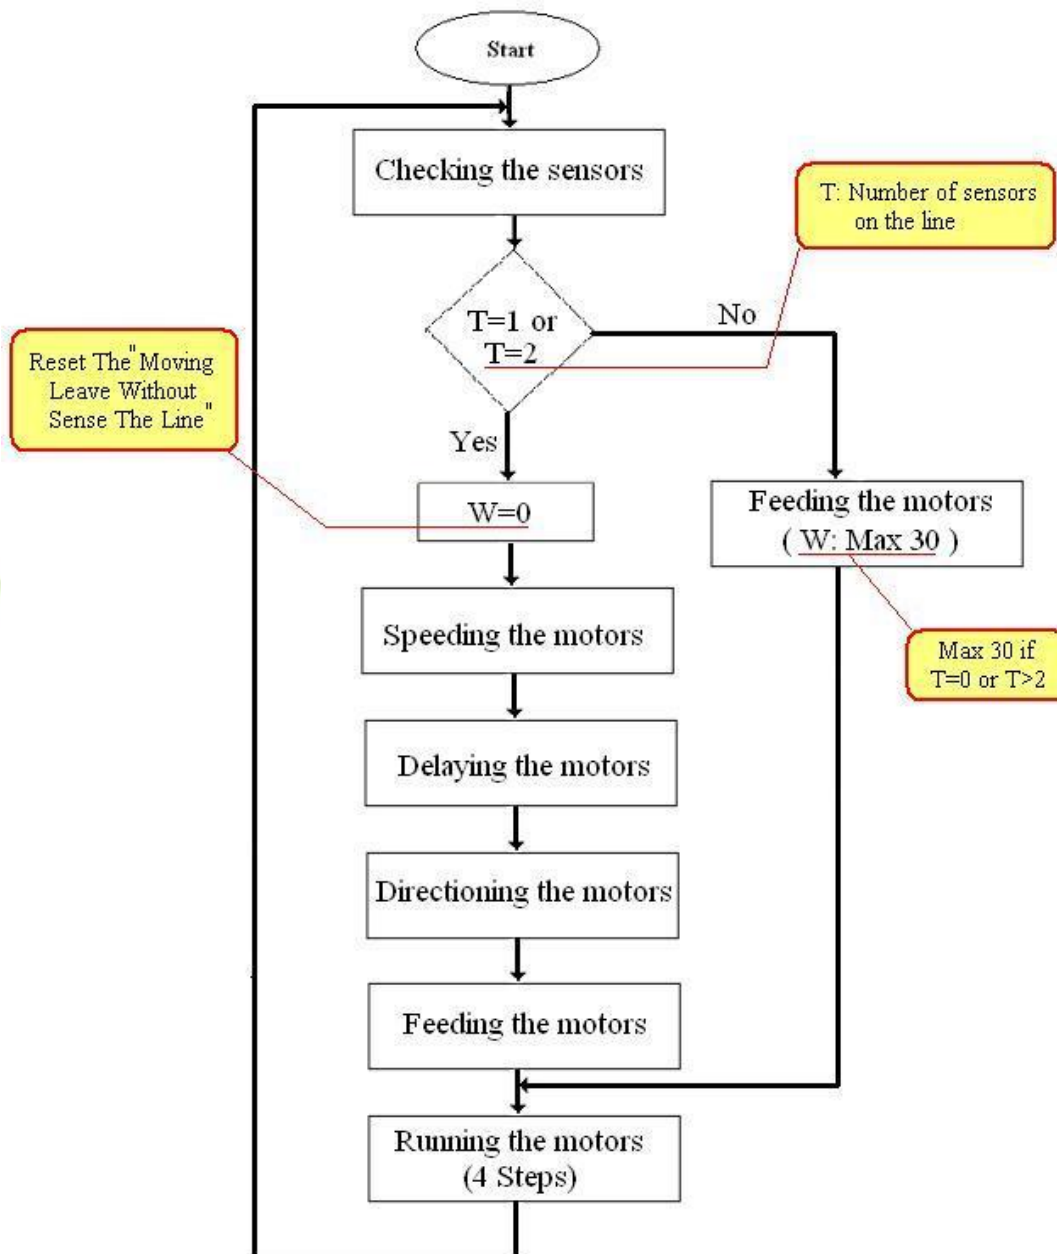 Start
Checking the sensors
T: Number of sensors
on the line
T=1 or
T=2
No
Reset The"Moving
Leave Without
Sense The Line"
Yes
W=0
Feeding the motors
( W: Max 30 )
Speeding the motors
Max 30 if
T=0 or T>2
Delaying the motors
Directioning the motors
Feeding the motors
Running the motors
(4 Steps)